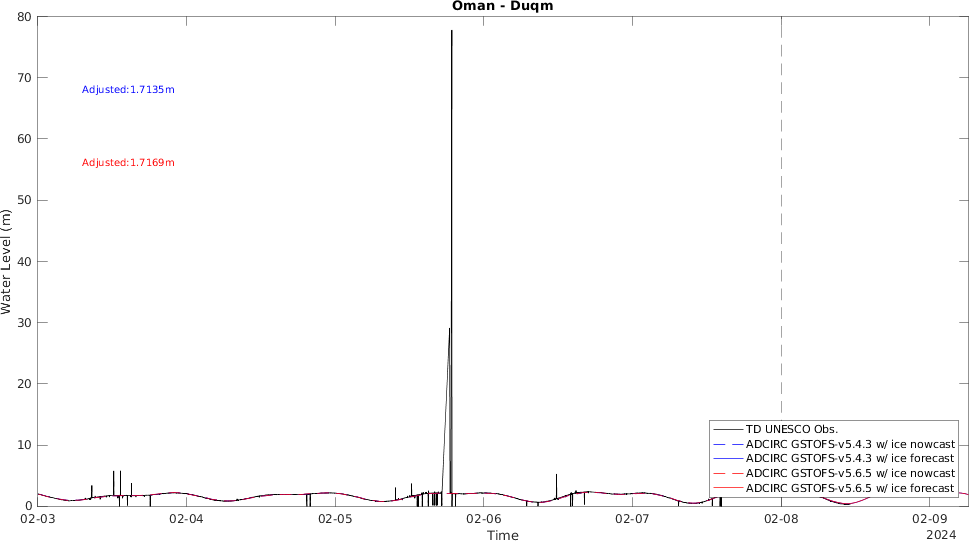 Oman - Duqm
80
70
60
50
40
30
20
10
0
Water Level (m)
Adjusted:1.7135m
Adjusted:1.7169m
TD UNESCO Obs.
ADCIRC GSTOFS-v5.4.3 w/ ice nowcast
ADCIRC GSTOFS-v5.4.3 w/ ice forecast
ADCIRC GSTOFS-v5.6.5 w/ ice nowcast
ADCIRC GSTOFS-v5.6.5 w/ ice forecast
02-03
02-04
02-05
02-06
02-07
02-08
02-09
Time
2024